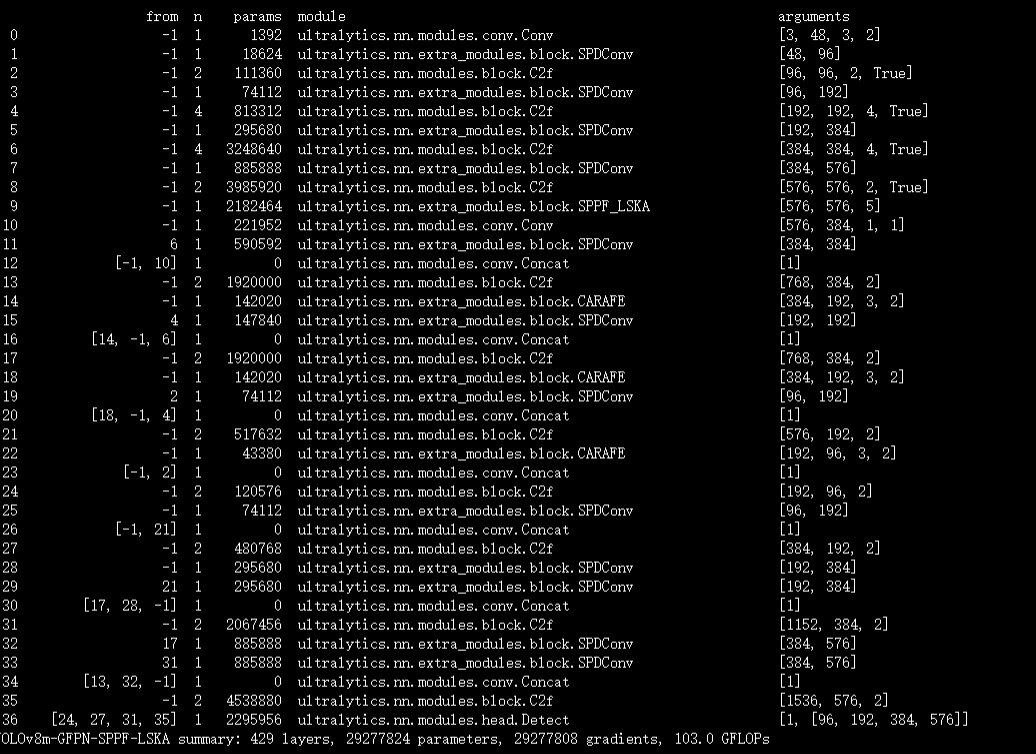 from n params module arguments
0 -1 1 1392 ultralytics.nn.modules.conv.Conv [3, 48, 3, 2]
1 -1 1 18624 ultralytics.nn.extra_modules.block.SPDConv [48, 96]
2 -1 2 111360 ultralytics.nn.modules.block.C2f [96, 96, 2, True]
3 -1 1 74112 ultralytics.nn.extra_modules.block.SPDConv [96, 192]
4 -1 4 813312 ultralytics.nn.modules.block.C2f [192, 192, 4, True]
5 -1 1 295680 ultralytics.nn.extra_modules.block.SPDConv [192, 384]
6 -1 4 3248640 ultralytics.nn.modules.block.C2f [384, 384, 4, True]
7 -1 1 885888 ultralytics.nn.extra_modules.block.SPDConv [384, 576]
8 -1 2 3985920 ultralytics.nn.modules.block.C2f [576, 576, 2, True]
9 -1 1 2182464 ultralytics.nn.extra_modules.block.SPPF_LSKA [576, 576, 5]
10 -1 1 221952 ultralytics.nn.modules.conv.Conv [576, 384, 1, 1]
11 6 1 590592 ultralytics.nn.extra_modules.block.SPDConv [384, 384]
12 [-1, 10] 1 0 ultralytics.nn.modules.conv.Concat [1]
13 -1 2 1920000 ultralytics.nn.modules.block.C2f [768, 384, 2]
14 -1 1 142020 ultralytics.nn.extra_modules.block.CARAFE [384, 192, 3, 2]
15 4 1 147840 ultralytics.nn.extra_modules.block.SPDConv [192, 192]
16 [14, -1, 6] 1 0 ultralytics.nn.modules.conv.Concat [1]
17 -1 2 1920000 ultralytics.nn.modules.block.C2f [768, 384, 2]
18 -1 1 142020 ultralytics.nn.extra_modules.block.CARAFE [384, 192, 3, 2]
19 2 1 74112 ultralytics.nn.extra_modules.block.SPDConv [96, 192]
20 [18, -1, 4] 1 0 ultralytics.nn.modules.conv.Concat [1]
21 -1 2 517632 ultralytics.nn.modules.block.C2f [576, 192, 2]
22 -1 1 43380 ultralytics.nn.extra_modules.block.CARAFE [192, 96, 3, 2]
23 [-1, 2] 1 0 ultralytics.nn.modules.conv.Concat [1]
24 -1 2 120576 ultralytics.nn.modules.block.C2f [192, 96, 2]
25 -1 1 74112 ultralytics.nn.extra_modules.block.SPDConv [96, 192]
26 [-1, 21] 1 0 ultralytics.nn.modules.conv.Concat [1]
27 -1 2 480768 ultralytics.nn.modules.block.C2f [384, 192, 2]
28 -1 1 295680 ultralytics.nn.extra_modules.block.SPDConv [192, 384]
29 21 1 295680 ultralytics.nn.extra_modules.block.SPDConv [192, 384]
30 [17, 28, -1] 1 0 ultralytics.nn.modules.conv.Concat [1]
31 -1 2 2067456 ultralytics.nn.modules.block.C2f [1152, 384, 2]
32 17 1 885888 ultralytics.nn.extra_modules.block.SPDConv [384, 576]
33 31 1 885888 ultralytics.nn.extra_modules.block.SPDConv [384, 576]
34 [13, 32, -1] 1 0 ultralytics.nn.modules.conv.Concat [1]
35 -1 2 4538880 ultralytics.nn.modules.block.C2f [1536, 576, 2]
36 [24, 27, 31, 35] 1 2295956 ultralytics.nn.modules.head.Detect [1, [96, 192, 384, 576]]
YOLOv8m-GFPN-SPPF-LSKA summary: 429 layers, 29277824 parameters, 29277808 gradients, 103.0 GFLOPs